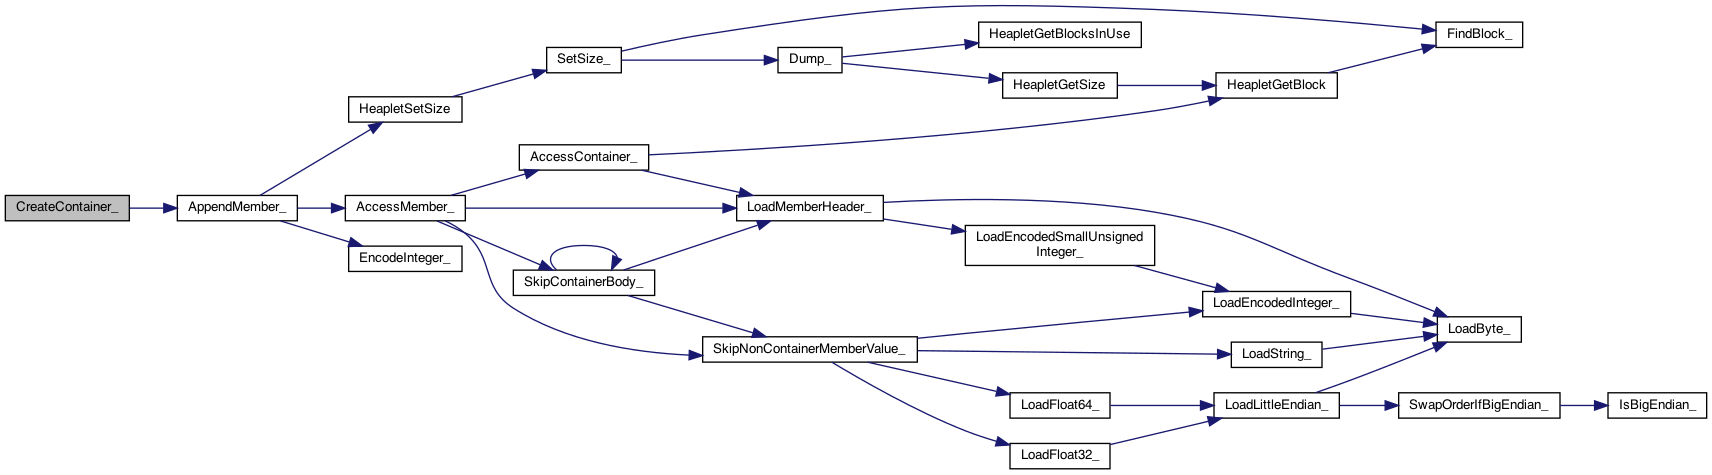 CreateContainer_
AppendMember_
HeapletSetSize
AccessMember_
EncodeInteger_
SetSize_
AccessContainer_
SkipContainerBody_
Dump_
LoadMemberHeader_
SkipNonContainerMemberValue_
HeapletGetBlocksInUse
HeapletGetSize
LoadEncodedSmallUnsigned
Integer_
LoadFloat64_
LoadFloat32_
HeapletGetBlock
LoadEncodedInteger_
LoadString_
LoadLittleEndian_
FindBlock_
LoadByte_
SwapOrderIfBigEndian_
IsBigEndian_